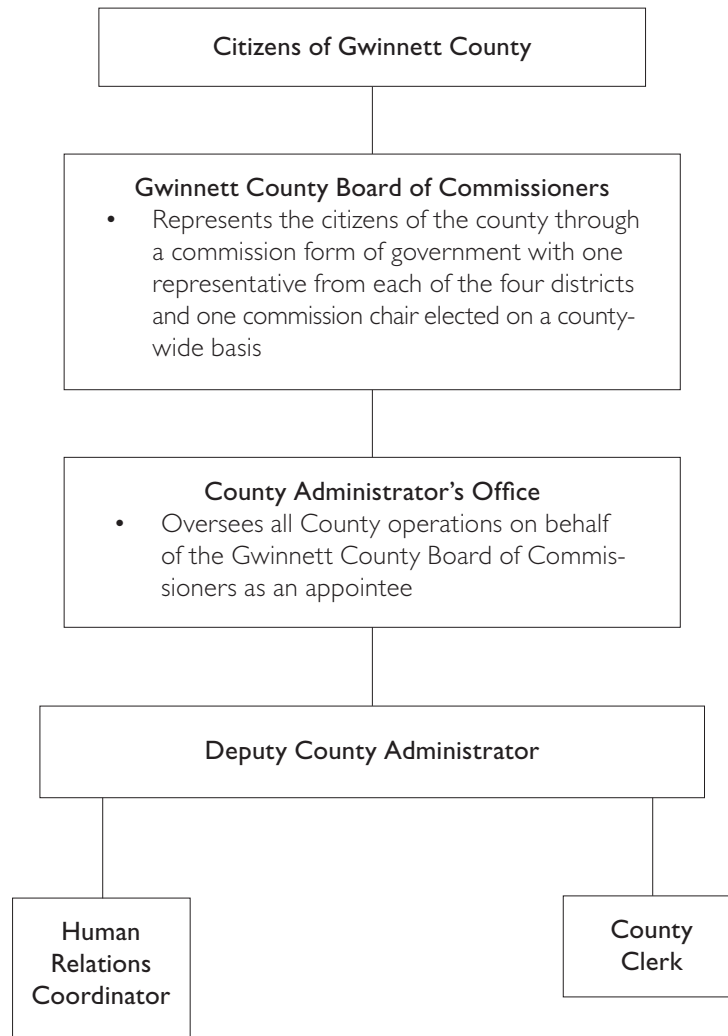 Citizens of Gwinnett County
Gwinnett County Board of Commissioners
• Represents the citizens of the county through
a commission form of government with one
representative from each of the four districts
and one commission chair elected on a county-
wide basis
County Administrator’s Office
• Oversees all County operations on behalf
of the Gwinnett County Board of Commis-
sioners as an appointee
Deputy County Administrator
Human
Relations
Coordinator
County
Clerk